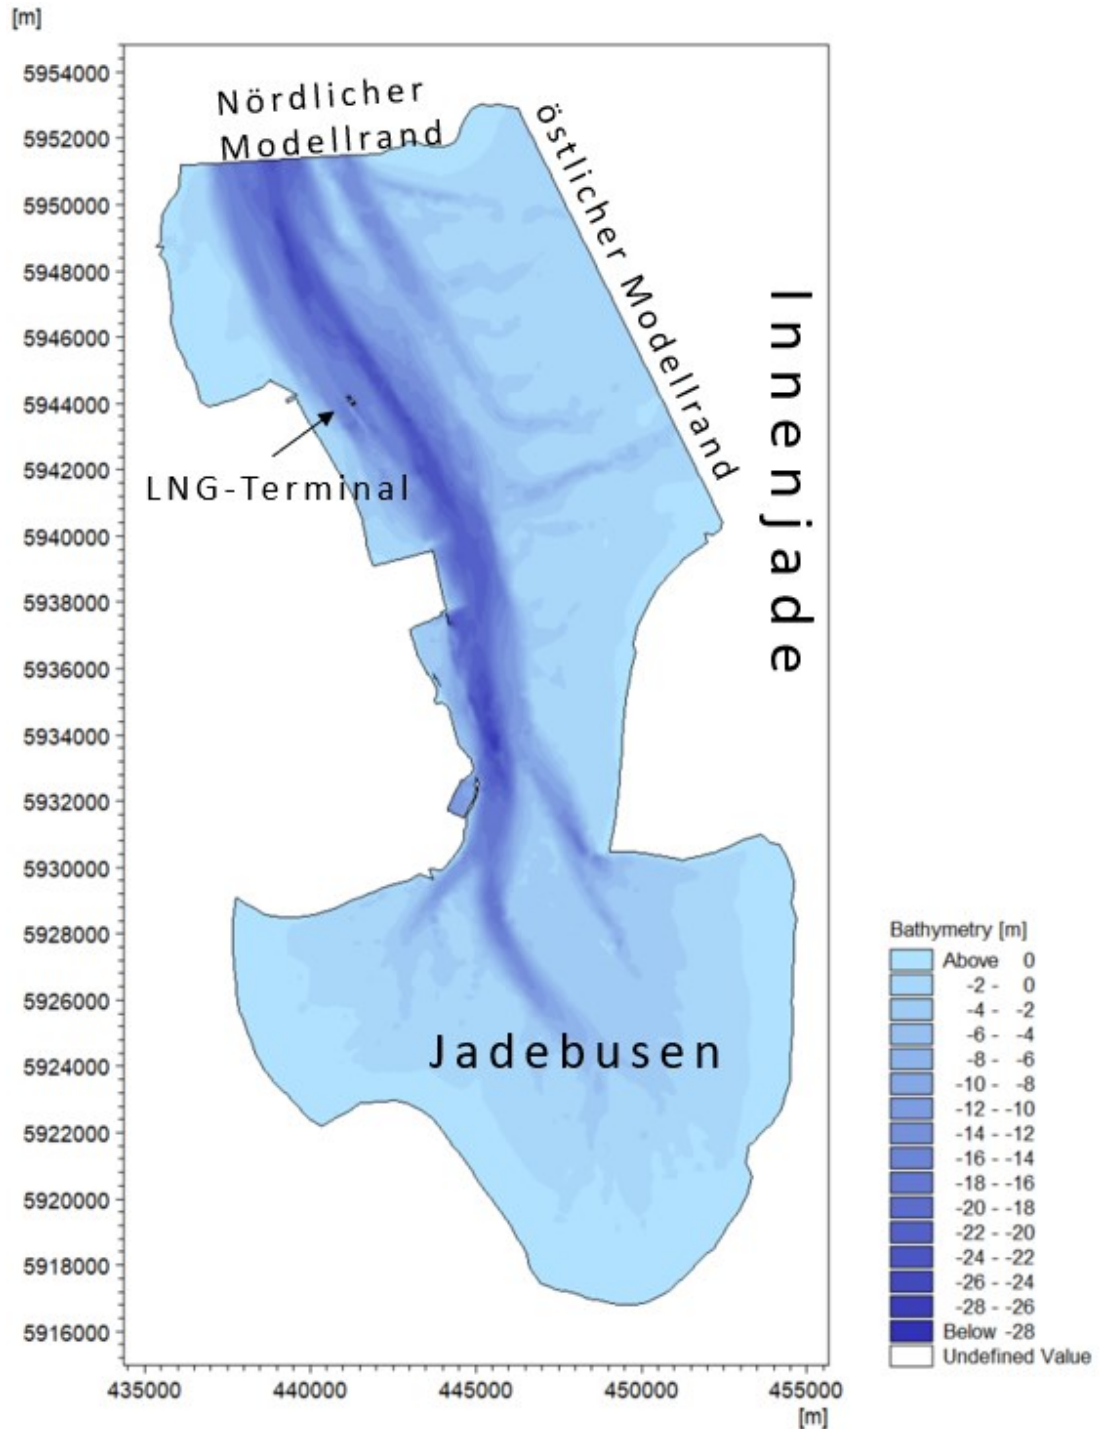 [m]
5954000
5952000
5950000
5948000
5946000
5944000
5942000
5940000
5938000
5936000
5934000
5932000
5930000
5928000
5926000
5924000
5922000
5920000
5918000
5916000
Nördlicher
Modellrand
östlicher Modellrand
Innenjade
LNG-Terminal
Jadebusen
435000 440000 445000 450000 455000
[m]
Bathymetry [m]
Above 0
-2 - 0
-4 - -2
-6 - -4
-8 - -6
-10 - -8
-12 - -10
-14 - -12
-16 - -14
-18 - -16
-20 - -18
-22 - -20
-24 - -22
-26 - -24
-28 - -26
Below -28
Undefined Value